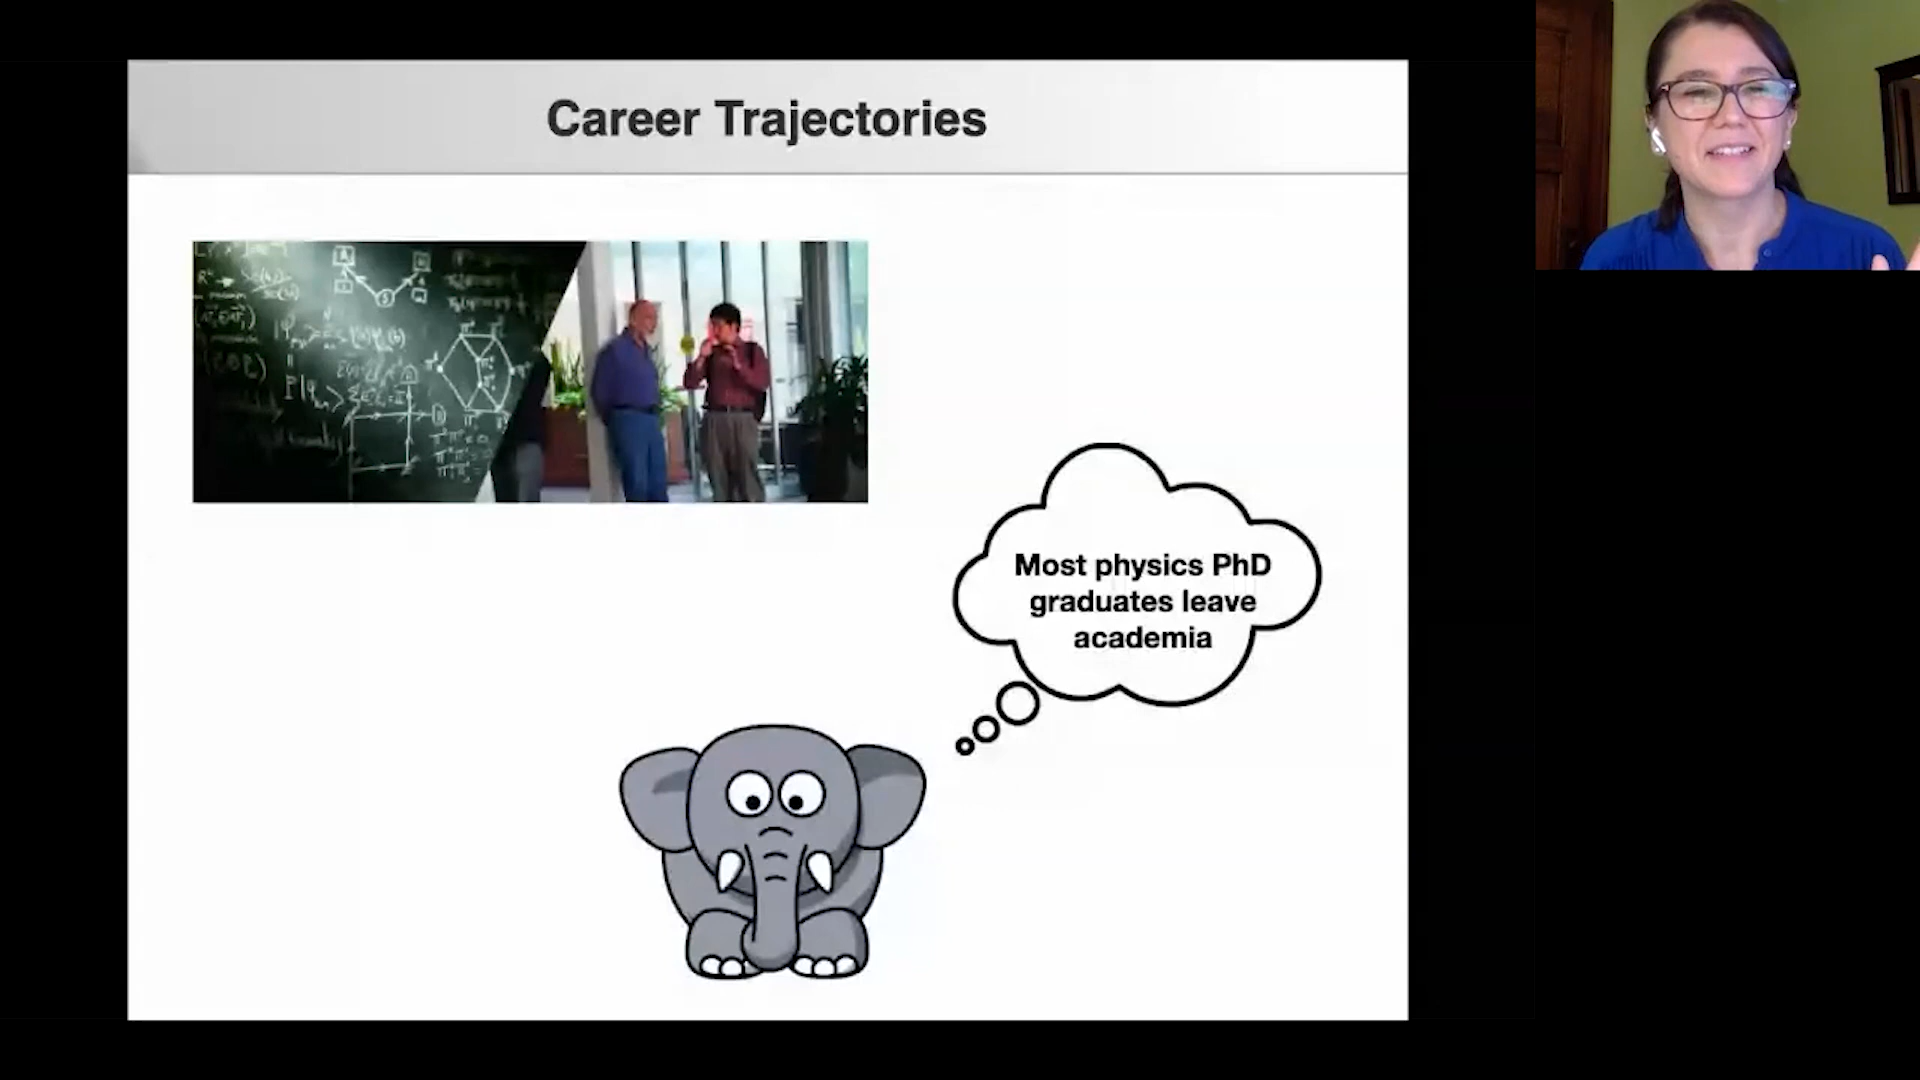 Career Trajectories
Most physics PhD
graduates leave
academia